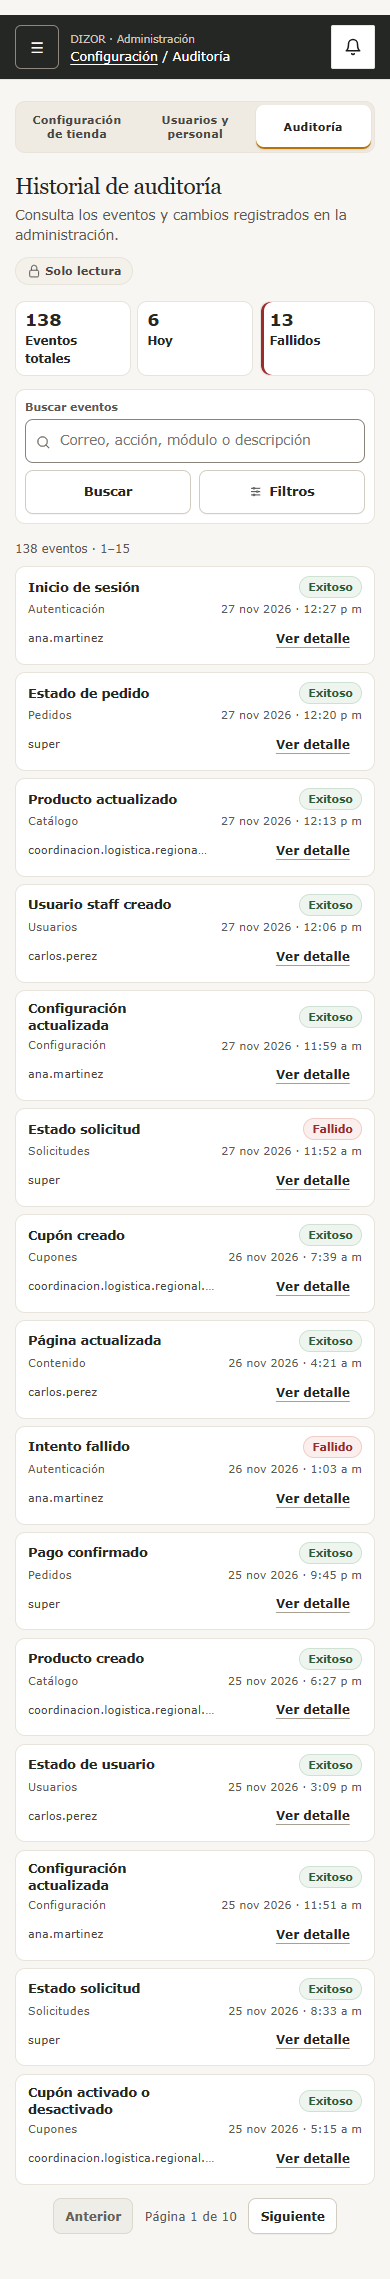 DIZOR · Administración
Configuración / Auditoría
Configuración
de tienda
Usuarios y
personal
Auditoría
Historial de auditoría
Consulta los eventos y cambios registrados en la
administración.
Solo lectura
138
Eventos
totales
6
Hoy
13
Fallidos
Buscar eventos
Correo, acción, módulo o descripción
Buscar
Filtros
138 eventos · 1–15
Inicio de sesión
Exitoso
Autenticación
27 nov 2026 · 12:27 p m
ana.martinez
Ver detalle
Estado de pedido
Exitoso
Pedidos
27 nov 2026 · 12:20 p m
super
Ver detalle
Producto actualizado
Exitoso
Catálogo
27 nov 2026 · 12:13 p m
coordinacion.logistica.regiona...
Ver detalle
Usuario staff creado
Exitoso
Usuarios
27 nov 2026 · 12:06 p m
carlos.perez
Ver detalle
Configuración
actualizada
Exitoso
Configuración
27 nov 2026 · 11:59 a m
ana.martinez
Ver detalle
Estado solicitud
Fallido
Solicitudes
27 nov 2026 · 11:52 a m
super
Ver detalle
Cupón creado
Exitoso
Cupones
26 nov 2026 · 7:39 a m
coordinacion.logistica.regional....
Ver detalle
Página actualizada
Exitoso
Contenido
26 nov 2026 · 4:21 a m
carlos.perez
Ver detalle
Intento fallido
Fallido
Autenticación
26 nov 2026 · 1:03 a m
ana.martinez
Ver detalle
Pago confirmado
Exitoso
Pedidos
25 nov 2026 · 9:45 p m
super
Ver detalle
Producto creado
Exitoso
Catálogo
25 nov 2026 · 6:27 p m
coordinacion.logistica.regional....
Ver detalle
Estado de usuario
Exitoso
Usuarios
25 nov 2026 · 3:09 p m
carlos.perez
Ver detalle
Configuración
actualizada
Exitoso
Configuración
25 nov 2026 · 11:51 a m
ana.martinez
Ver detalle
Estado solicitud
Exitoso
Solicitudes
25 nov 2026 · 8:33 a m
super
Ver detalle
Cupón activado o
desactivado
Exitoso
Cupones
25 nov 2026 · 5:15 a m
coordinacion.logistica.regional....
Ver detalle
Anterior
Página 1 de 10
Siguiente